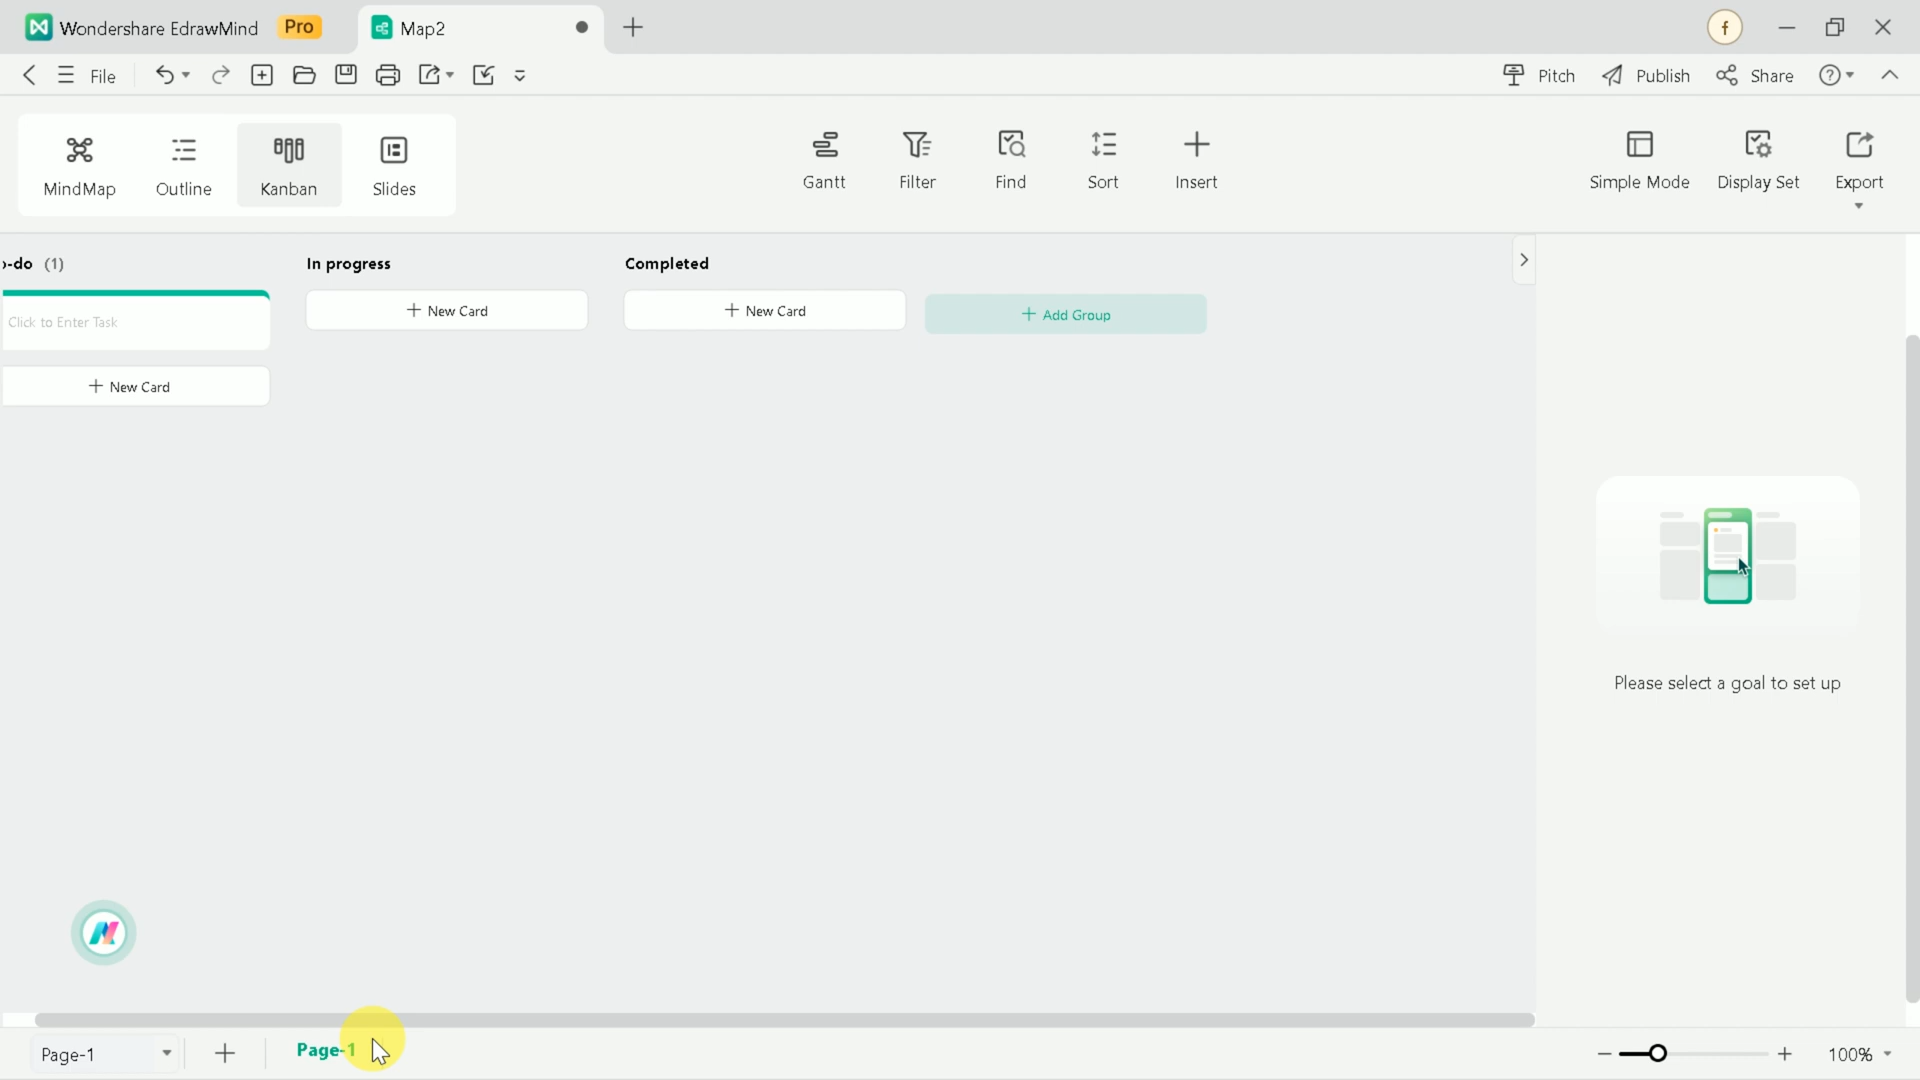 Wondershare EdrawMind Pro Map2
File Pitch Publish Share
MindMap Outline Kanban Slides Gantt Filter Find Sort Insert Simple Mode Display Set Export
-do (1) In progress Completed
+ New Card + New Card + Add Group
Click to Enter Task
+ New Card
Please select a goal to set up
Page-1 Page-1 100%